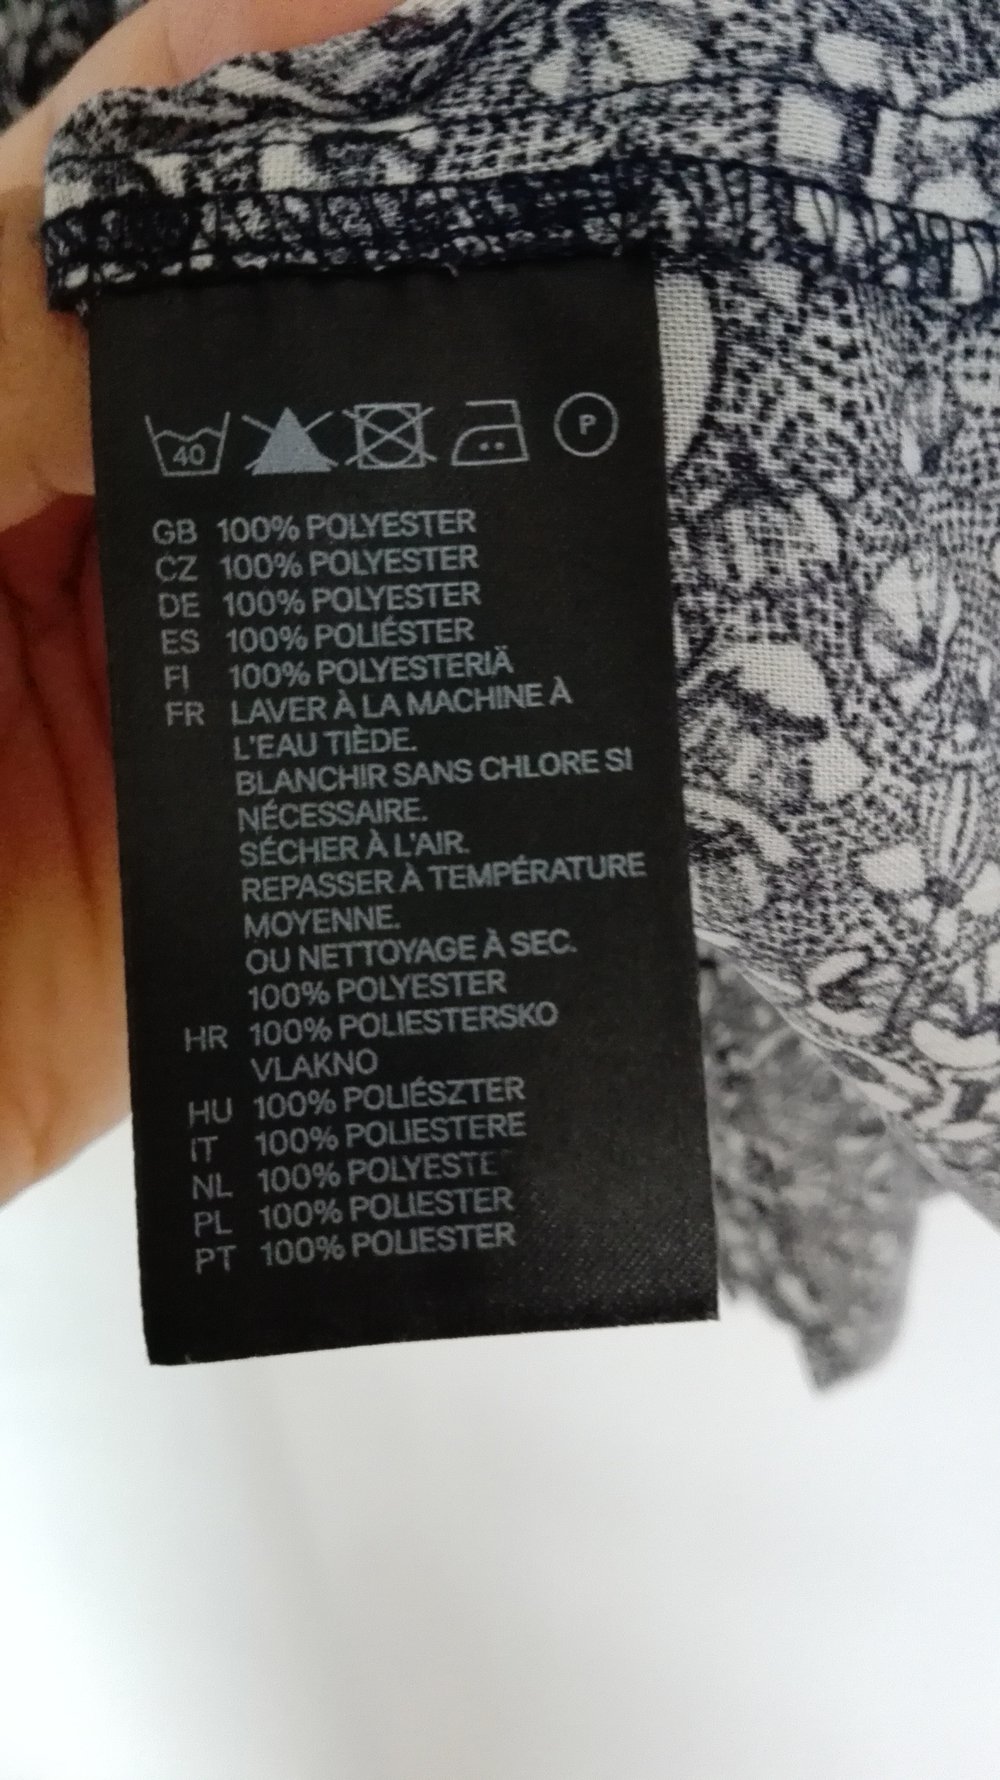 40 P
GB 100% POLYESTER
CZ 100% POLYESTER
DE 100% POLYESTER
ES 100% POLIÉSTER
FI 100% POLYESTERIÄ
FR LAVER À LA MACHINE À
L'EAU TIÈDE.
BLANCHIR SANS CHLORE SI
NÉCESSAIRE.
SÉCHER À L'AIR.
REPASSER À TEMPÉRATURE
MOYENNE.
OU NETTOYAGE À SEC.
100% POLYESTER
HR 100% POLIESTERSKO
VLAKNO
HU 100% POLIÉSZTER
IT 100% POLIESTERE
NL 100% POLYESTE
PL 100% POLIESTER
PT 100% POLIESTER